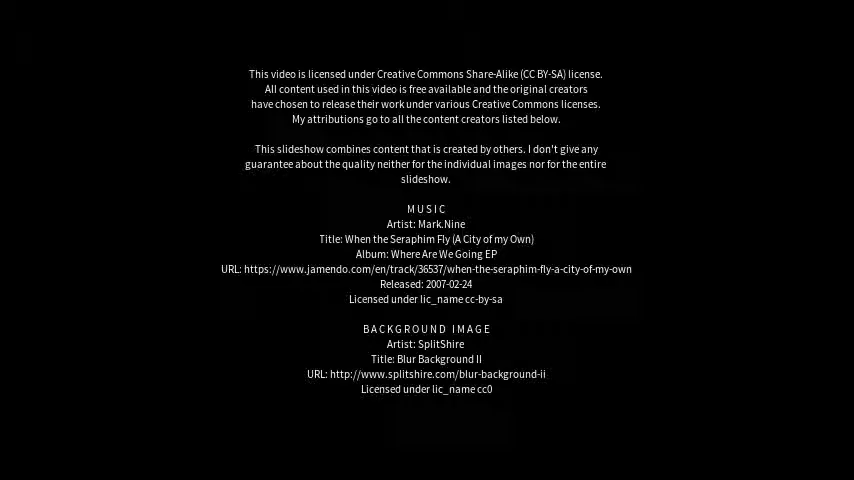 This video is licensed under Creative Commons Share-Alike (CC BY-SA) license.
All content used in this video is free available and the original creators
have chosen to release their work under various Creative Commons licenses.
My attributions go to all the content creators listed below.
This slideshow combines content that is created by others. I don't give any
guarantee about the quality neither for the individual images nor for the entire
slideshow.
MUSIC
Artist: Mark.Nine
Title: When the Seraphim Fly (A City of my Own)
Album: Where Are We Going EP
URL: https://www.jamendo.com/en/track/36537/when-the-seraphim-fly-a-city-of-my-own
Released: 2007-02-24
Licensed under lic_name cc-by-sa
BACKGROUND IMAGE
Artist: SplitShire
Title: Blur Background II
URL: http://www.splitshire.com/blur-background-ii
Licensed under lic_name cc0